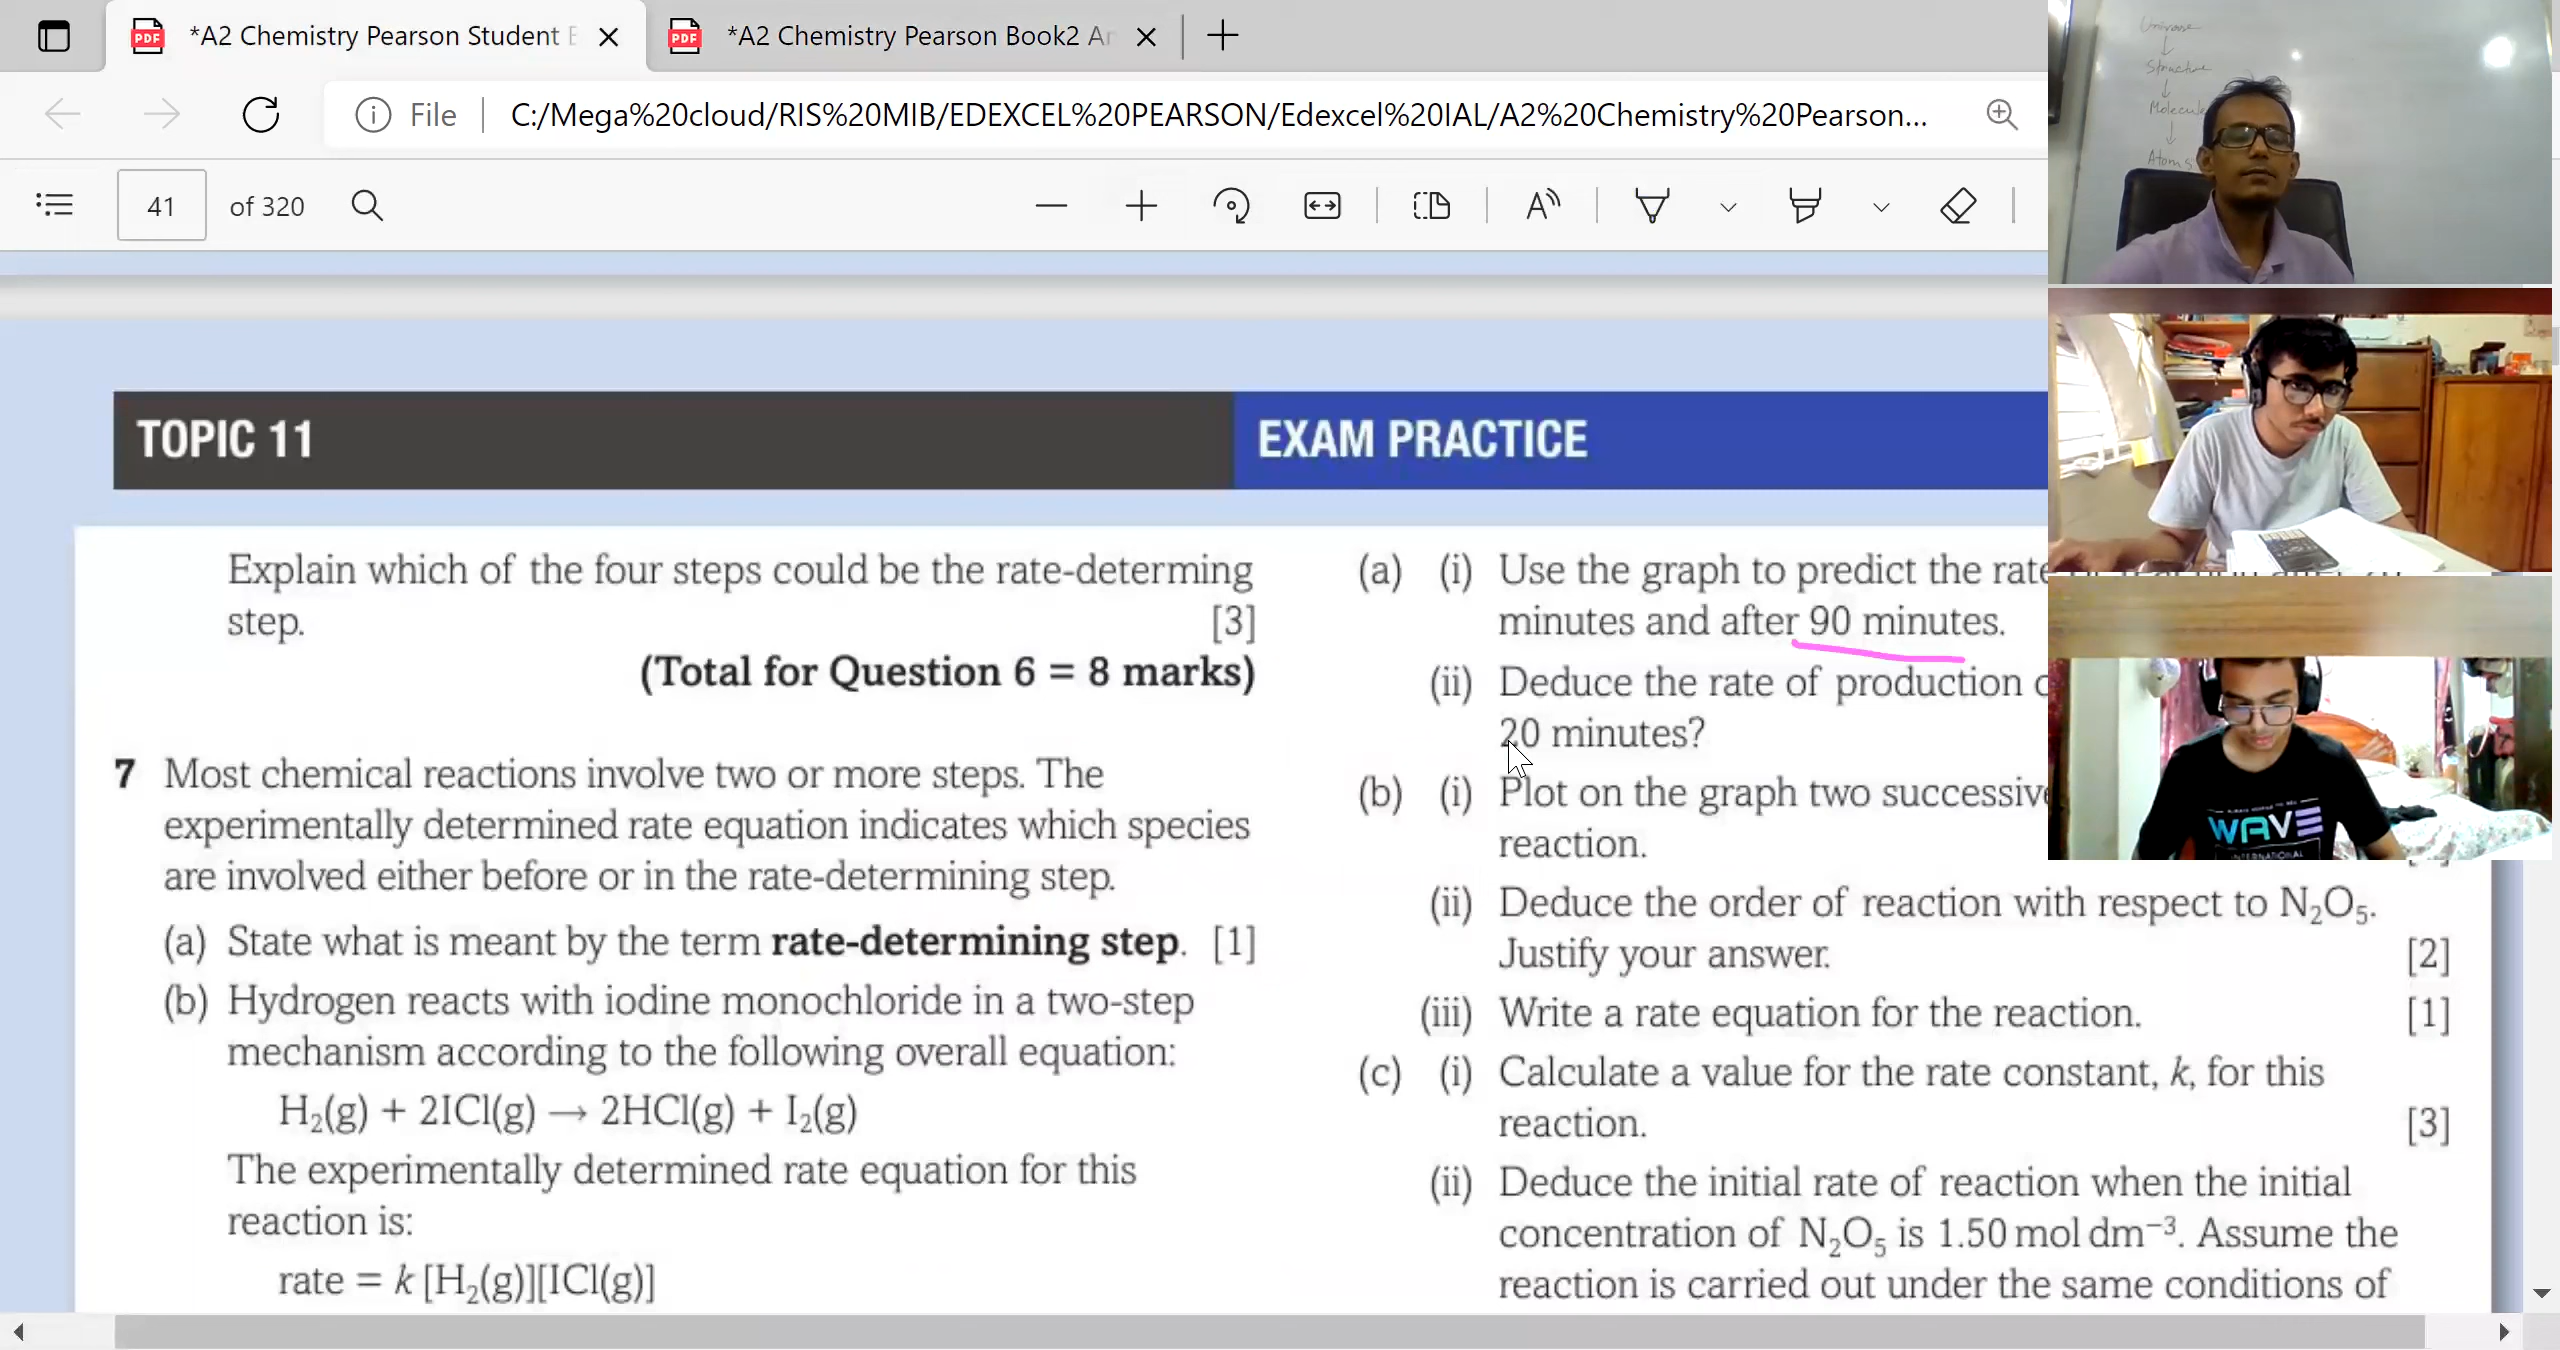 *A2 Chemistry Pearson Student E
*A2 Chemistry Pearson Book2 An
File
C:/Mega%20cloud/RIS%20MIB/EDEXCEL%20PEARSON/Edexcel%20IAL/A2%20Chemistry%20Pearson...
41 of 320
Universe
Structure
Molecule
Atoms
TOPIC 11
EXAM PRACTICE
Explain which of the four steps could be the rate-determing
step. [3]
(Total for Question 6 = 8 marks)
7 Most chemical reactions involve two or more steps. The
experimentally determined rate equation indicates which species
are involved either before or in the rate-determining step.
(a) State what is meant by the term rate-determining step. [1]
(b) Hydrogen reacts with iodine monochloride in a two-step
mechanism according to the following overall equation:
H₂(g) + 2ICl(g) → 2HCl(g) + I₂(g)
The experimentally determined rate equation for this
reaction is:
rate = k [H₂(g)][ICl(g)]
(a) (i) Use the graph to predict the rate
minutes and after 90 minutes.
(ii) Deduce the rate of production
20 minutes?
(b) (i) Plot on the graph two successive
reaction.
(ii) Deduce the order of reaction with respect to N₂O₅.
Justify your answer. [2]
(iii) Write a rate equation for the reaction. [1]
(c) (i) Calculate a value for the rate constant, k, for this
reaction. [3]
(ii) Deduce the initial rate of reaction when the initial
concentration of N₂O₅ is 1.50 mol dm⁻³. Assume the
reaction is carried out under the same conditions of
WAVE
INTERNATIONAL